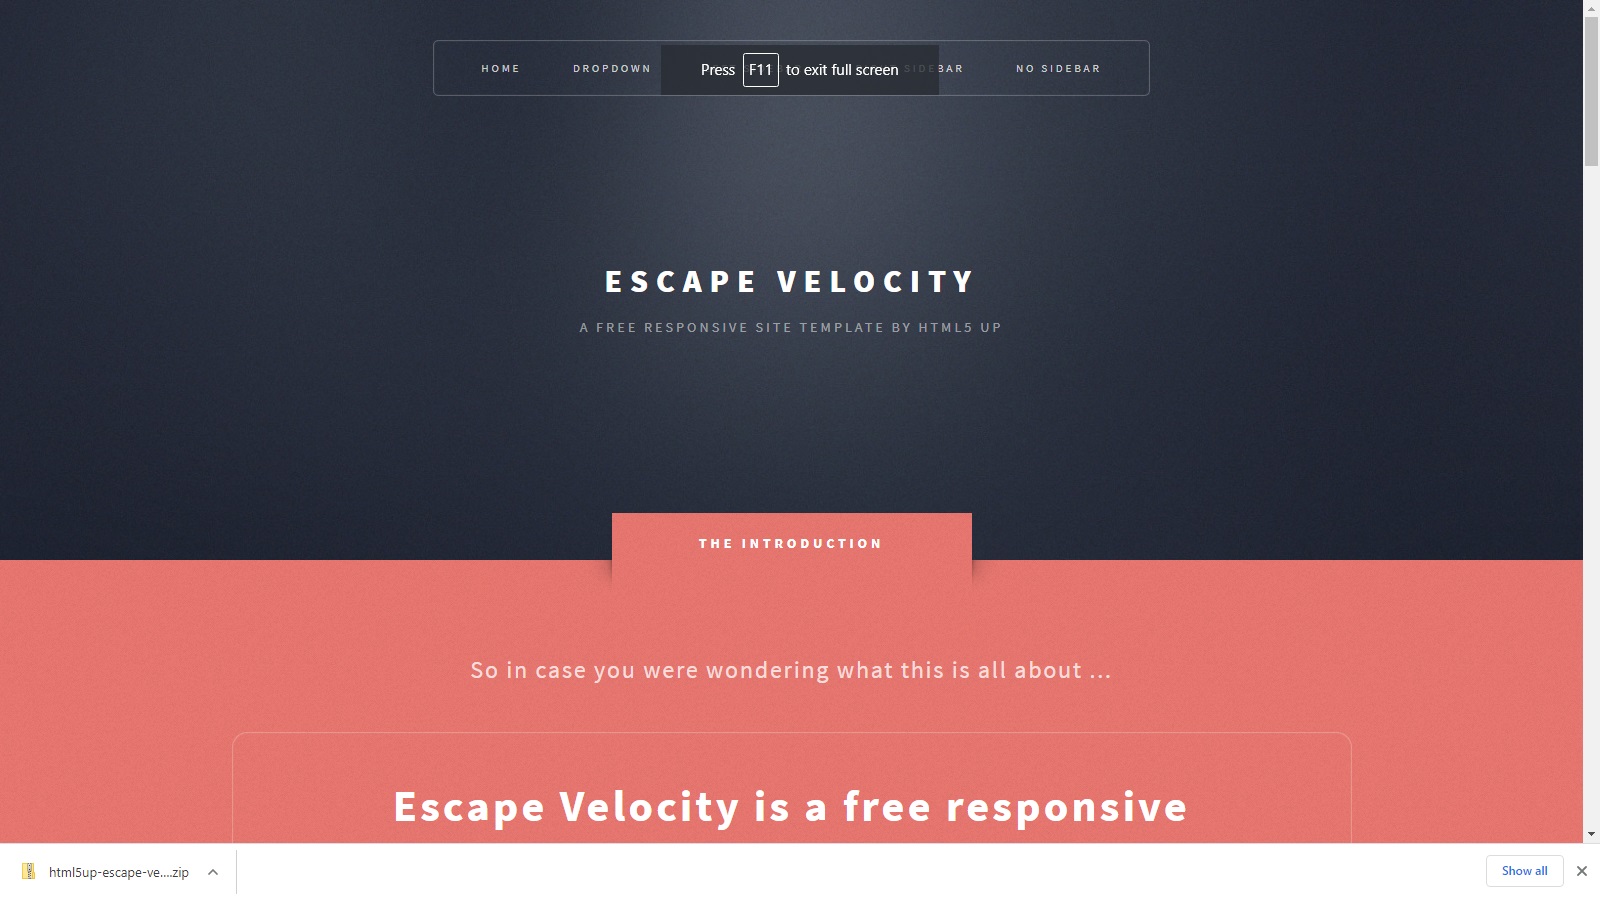 HOME DROPDOWN SIDEBAR NO SIDEBAR
Press F11 to exit full screen
ESCAPE VELOCITY
A FREE RESPONSIVE SITE TEMPLATE BY HTML5 UP
THE INTRODUCTION
So in case you were wondering what this is all about ...
Escape Velocity is a free responsive
html5up-escape-ve....zip
Show all